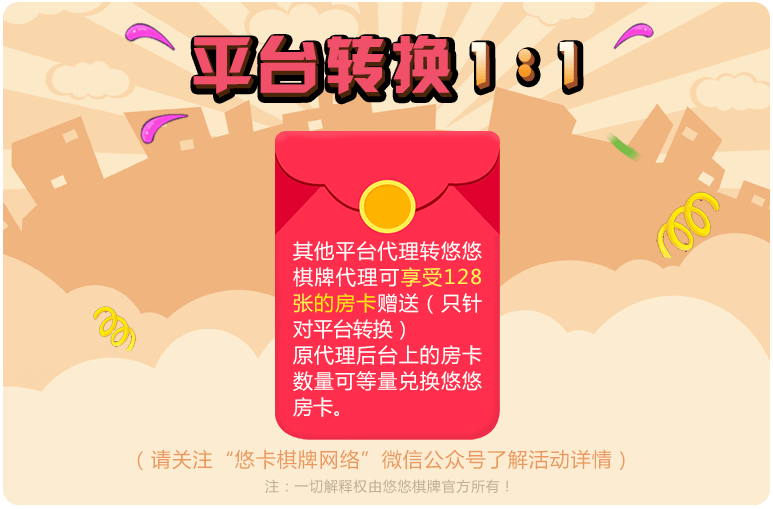 平台转换1:1
其他平台代理转悠悠
棋牌代理可享受128
张的房卡赠送（只针
对平台转换）
原代理后台上的房卡
数量可等量兑换悠悠
房卡。
（请关注“悠卡棋牌网络”微信公众号了解活动详情）
注：一切解释权由悠悠棋牌官方所有！